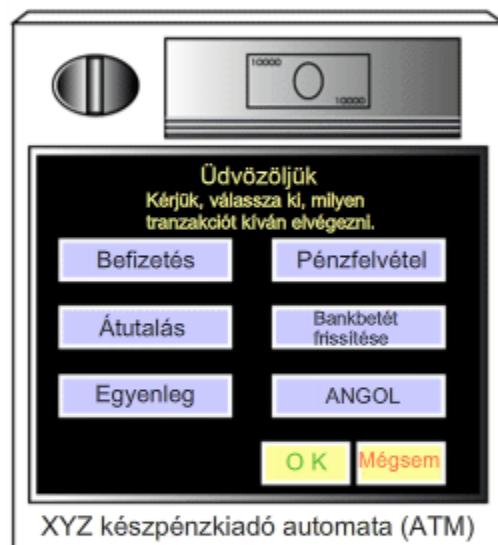 10000
10000
Üdvözöljük
Kérjük, válassza ki, milyen
tranzakciót kíván elvégezni.
Befizetés
Pénzfelvétel
Átutalás
Bankbetét
frissítése
Egyenleg
ANGOL
O K
Mégsem
XYZ készpénzkiadó automata (ATM)